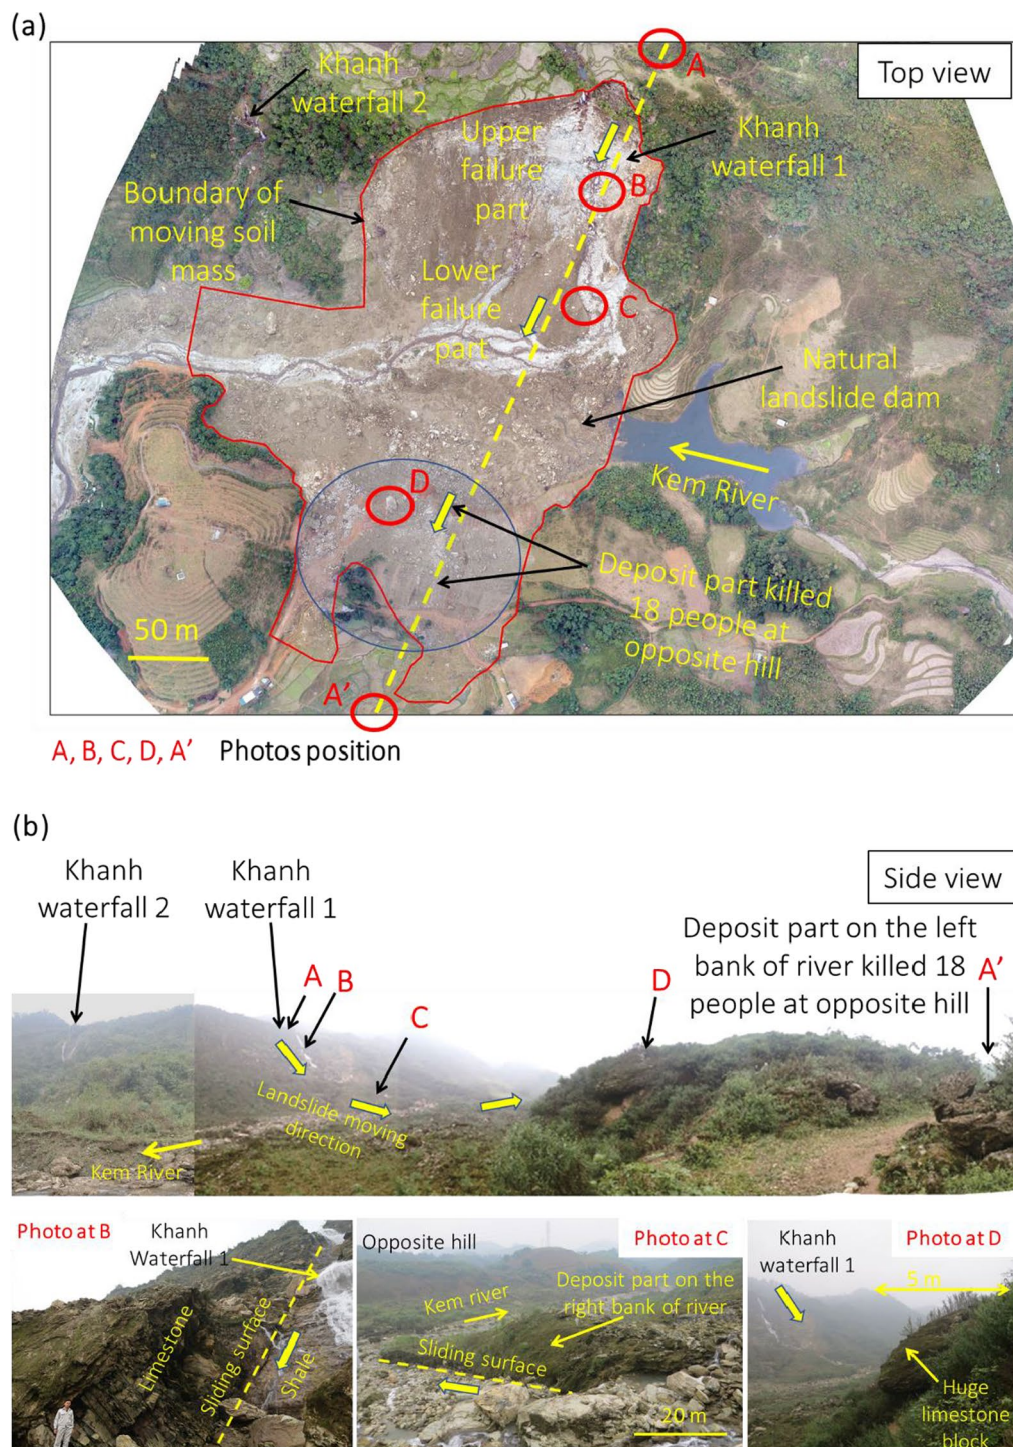 (a)
Top view
A
Khanh
waterfall 2
Upper
failure
part
Khanh
waterfall 1
B
Boundary of
moving soil
mass
Lower
failure
part
C
Natural
landslide dam
Kem River
D
Deposit part killed
18 people at
opposite hill
50 m
A’
A, B, C, D, A’ Photos position
(b)
Side view
Khanh
waterfall 2
Khanh
waterfall 1
Deposit part on the left
bank of river killed 18
people at opposite hill
A
B
C
D
A’
Landslide moving
direction
Kem River
Photo at B
Khanh
Waterfall 1
Limestone
Sliding surface
Shale
Opposite hill
Photo at C
Kem river
Deposit part on the
right bank of river
Sliding surface
20 m
Khanh
waterfall 1
Photo at D
5 m
Huge
limestone
block